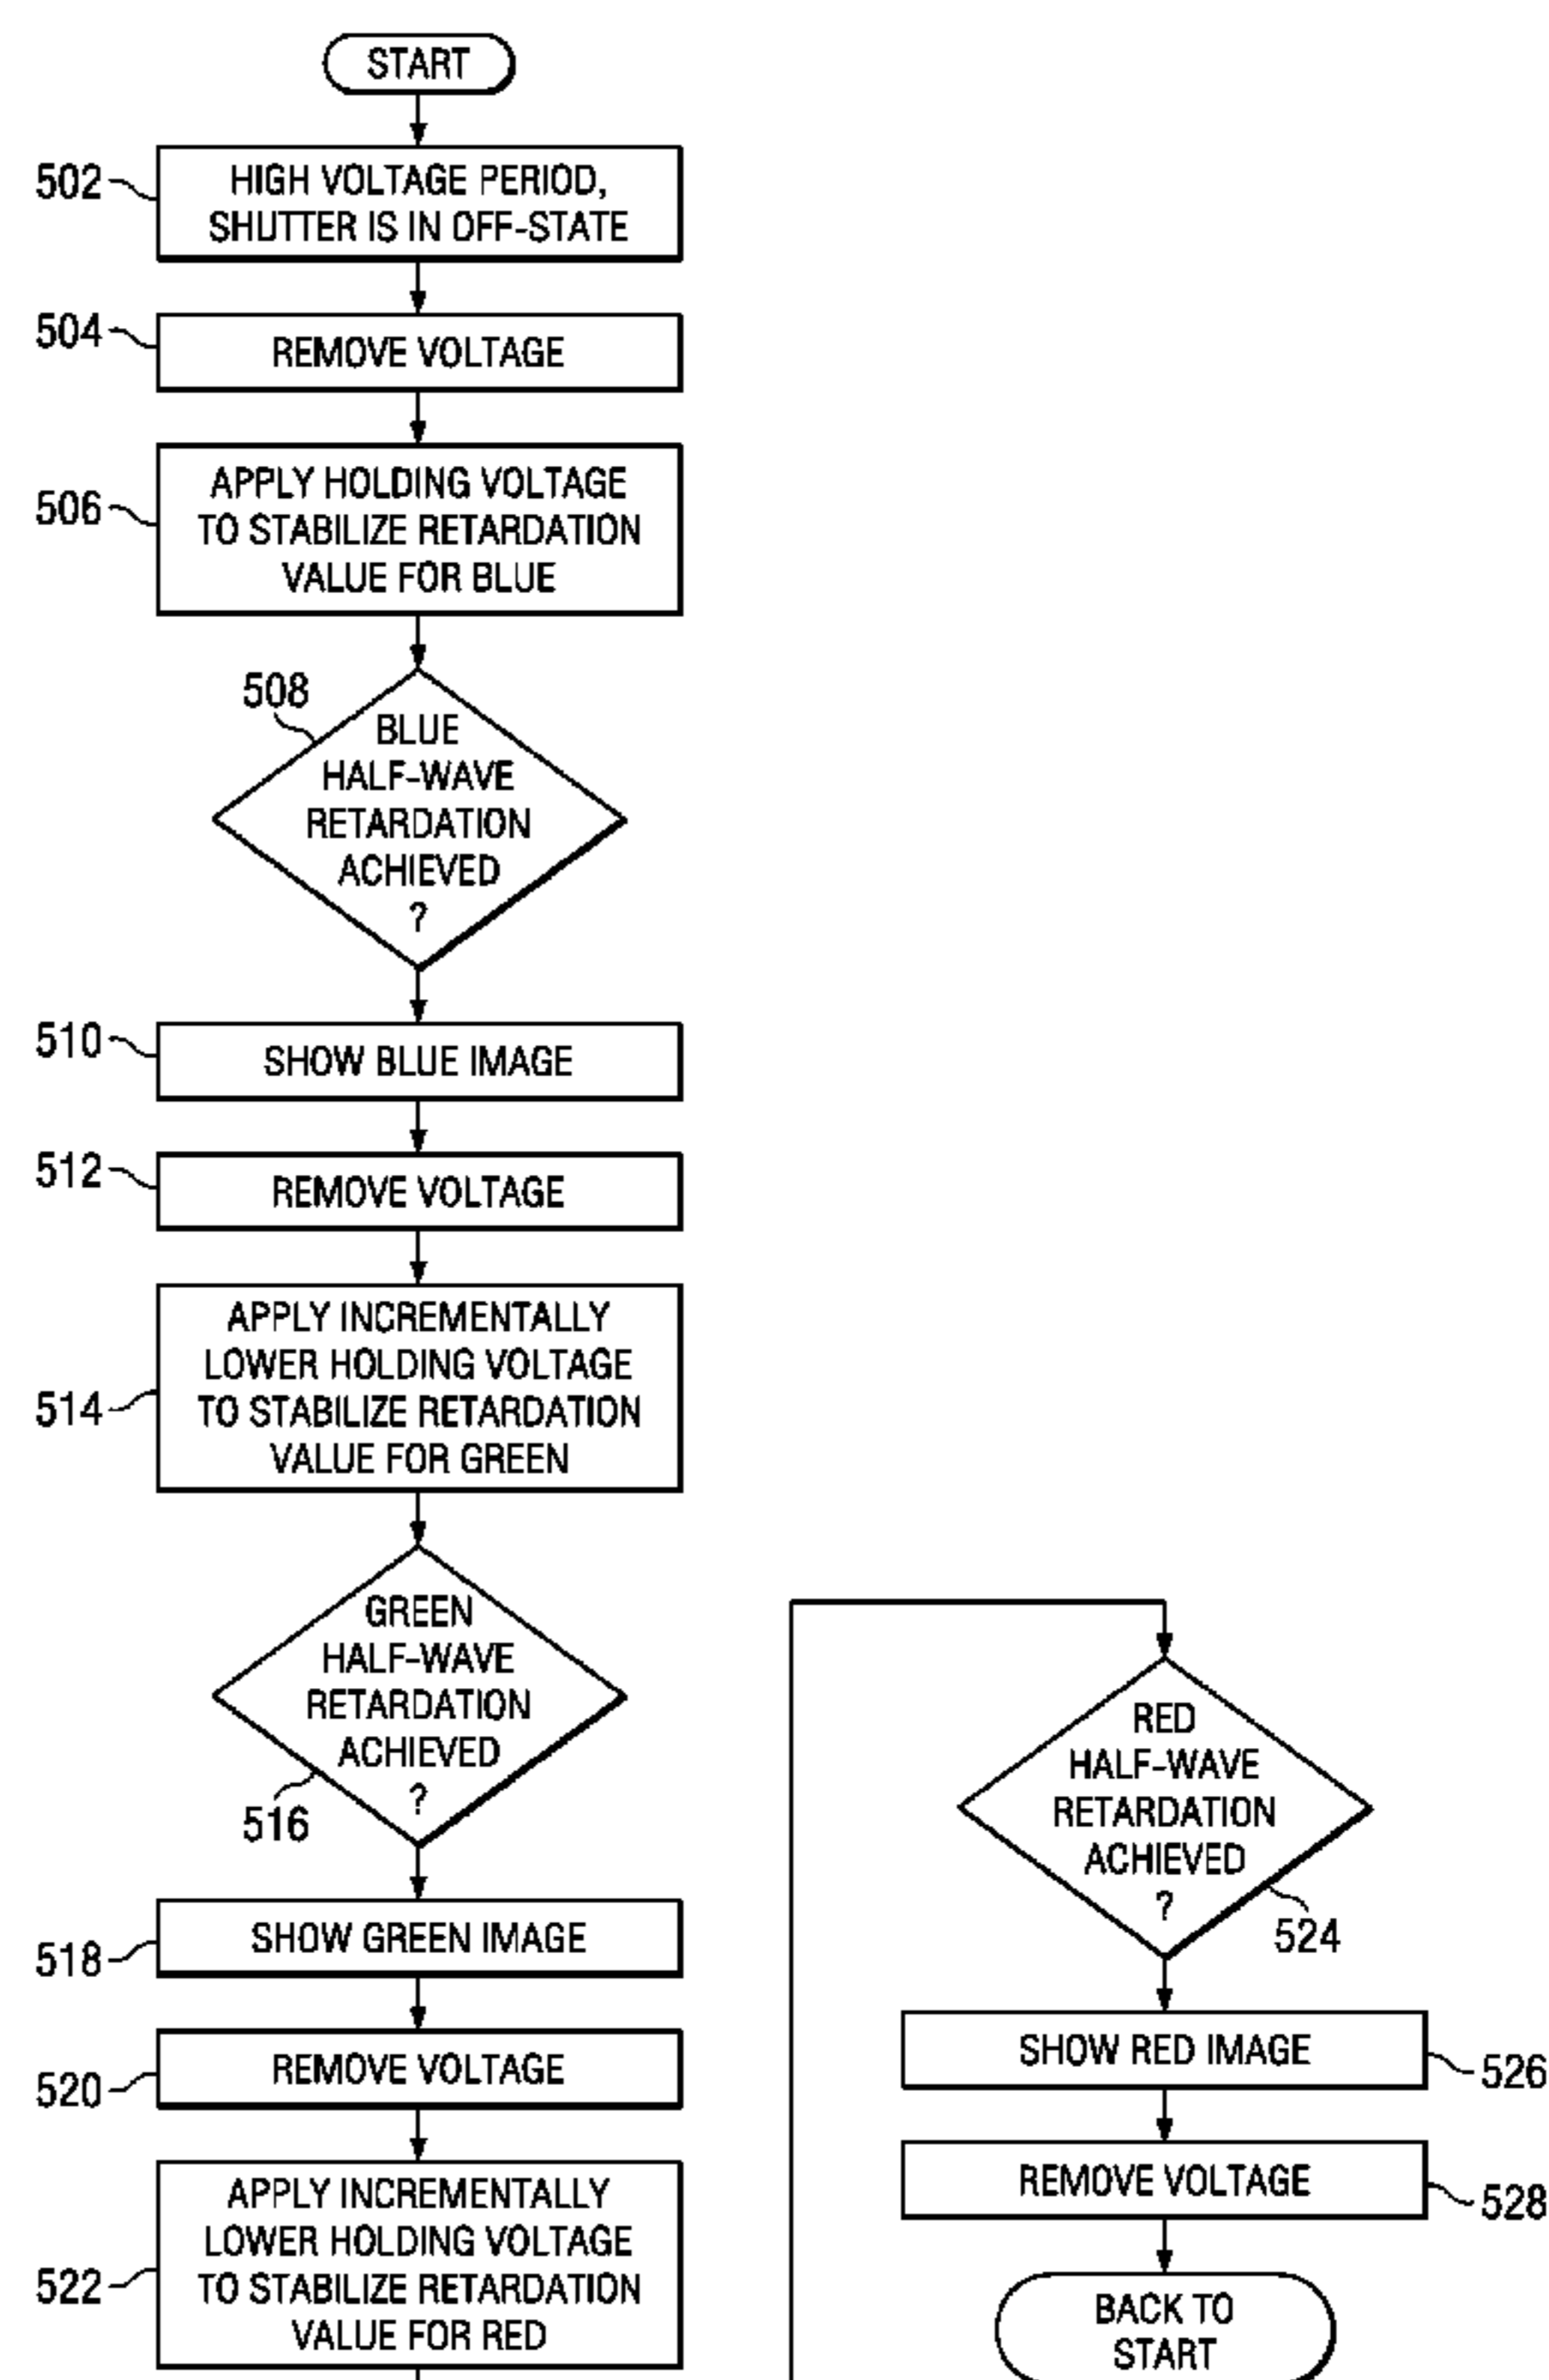 START
502
HIGH VOLTAGE PERIOD,
SHUTTER IS IN OFF-STATE
504
REMOVE VOLTAGE
506
APPLY HOLDING VOLTAGE
TO STABILIZE RETARDATION
VALUE FOR BLUE
508
BLUE
HALF-WAVE
RETARDATION
ACHIEVED
?
510
SHOW BLUE IMAGE
512
REMOVE VOLTAGE
514
APPLY INCREMENTALLY
LOWER HOLDING VOLTAGE
TO STABILIZE RETARDATION
VALUE FOR GREEN
GREEN
HALF-WAVE
RETARDATION
ACHIEVED
?
516
518
SHOW GREEN IMAGE
520
REMOVE VOLTAGE
522
APPLY INCREMENTALLY
LOWER HOLDING VOLTAGE
TO STABILIZE RETARDATION
VALUE FOR RED
RED
HALF-WAVE
RETARDATION
ACHIEVED
?
524
SHOW RED IMAGE
526
REMOVE VOLTAGE
528
BACK TO
START